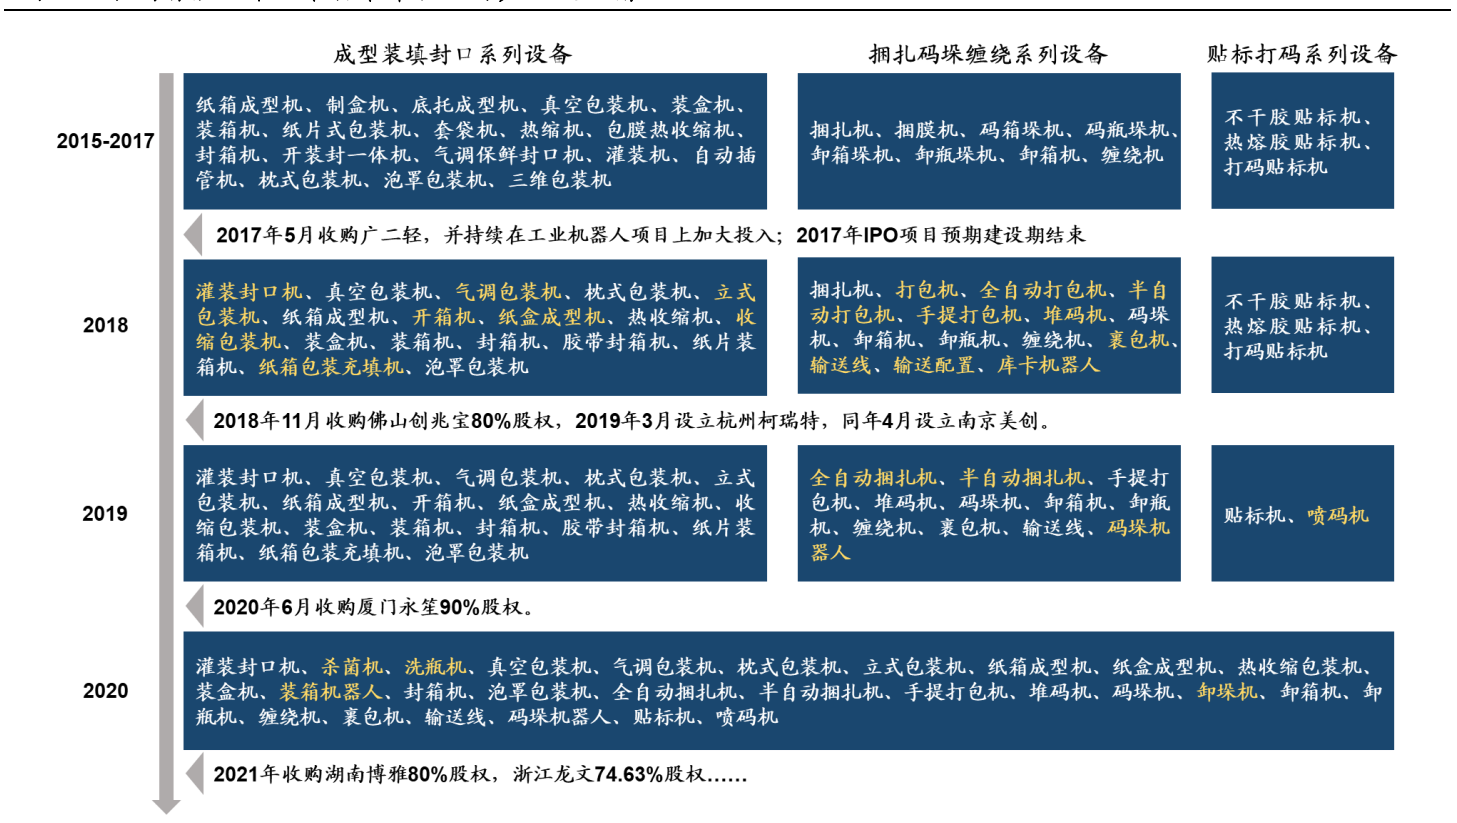 成型装填封口系列设备
捆扎码垛缠绕系列设备
贴标打码系列设备
2015-2017
纸箱成型机、制盒机、底托成型机、真空包装机、装盒机、
装箱机、纸片式包装机、套袋机、热缩机、包膜热收缩机、
封箱机、开装封一体机、气调保鲜封口机、灌装机、自动插
管机、枕式包装机、泡罩包装机、三维包装机
捆扎机、捆膜机、码箱垛机、码瓶垛机、
卸箱垛机、卸瓶垛机、卸箱机、缠绕机
不干胶贴标机、
热熔胶贴标机、
打码贴标机
2017年5月收购广二轻，并持续在工业机器人项目上加大投入；2017年IPO项目预期建设期结束
2018
灌装封口机、真空包装机、气调包装机、枕式包装机、立式
包装机、纸箱成型机、开箱机、纸盒成型机、热收缩机、收
缩包装机、装盒机、装箱机、封箱机、胶带封箱机、纸片装
箱机、纸箱包装充填机、泡罩包装机
捆扎机、打包机、全自动打包机、半自
动打包机、手提打包机、堆码机、码垛
机、卸箱机、卸瓶机、缠绕机、裹包机、
输送线、输送配置、库卡机器人
不干胶贴标机、
热熔胶贴标机、
打码贴标机
2018年11月收购佛山创兆宝80%股权，2019年3月设立杭州柯瑞特，同年4月设立南京美创。
2019
灌装封口机、真空包装机、气调包装机、枕式包装机、立式
包装机、纸箱成型机、开箱机、纸盒成型机、热收缩机、收
缩包装机、装盒机、装箱机、封箱机、胶带封箱机、纸片装
箱机、纸箱包装充填机、泡罩包装机
全自动捆扎机、半自动捆扎机、手提打
包机、堆码机、码垛机、卸箱机、卸瓶
机、缠绕机、裹包机、输送线、码垛机
器人
贴标机、喷码机
2020年6月收购厦门永笙90%股权。
2020
灌装封口机、杀菌机、洗瓶机、真空包装机、气调包装机、枕式包装机、立式包装机、纸箱成型机、纸盒成型机、热收缩包装机、
装盒机、装箱机器人、封箱机、泡罩包装机、全自动捆扎机、半自动捆扎机、手提打包机、堆码机、码垛机、卸垛机、卸箱机、卸
瓶机、缠绕机、裹包机、输送线、码垛机器人、贴标机、喷码机
2021年收购湖南博雅80%股权，浙江龙文74.63%股权……